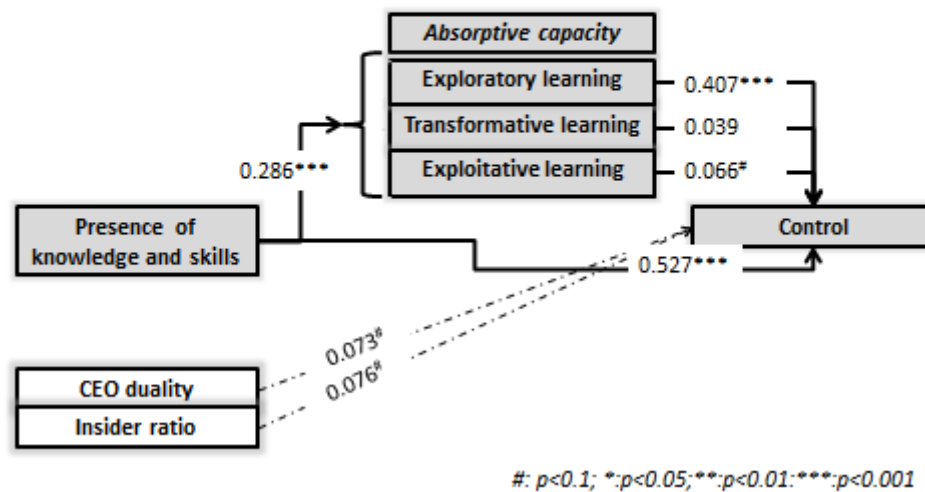 Absorptive capacity
Exploratory learning
0.407***
Transformative learning
0.039
0.286***
Exploitative learning
0.066#
Presence of
knowledge and skills
Control
0.527***
0.073#
0.076#
CEO duality
Insider ratio
#: p<0.1; *:p<0.05;**:p<0.01:***:p<0.001